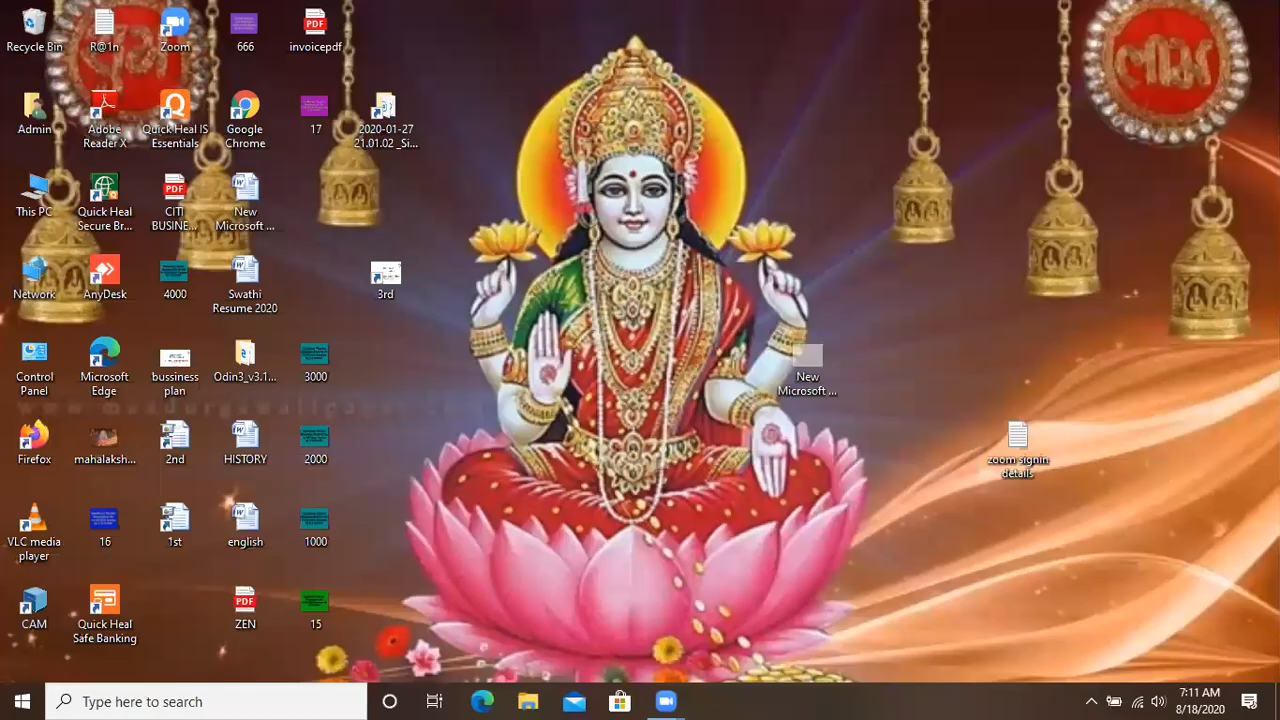 Recycle Bin
R@1n
Zoom
666
invoicepdf
Admin
Adobe
Reader X
Quick Heal IS
Essentials
Google
Chrome
17
2020-01-27
21.01.02 _Si...
This PC
Quick Heal
Secure Br...
CITI
BUSINE...
New
Microsoft ...
Network
AnyDesk
4000
Swathi
Resume 2020
3rd
Control
Panel
Microsoft
Edge
bussiness
plan
Odin3_v3.1...
3000
New
Microsoft ...
Firefox
mahalaksh...
2nd
HISTORY
2000
zoom signin
details
VLC media
player
16
1st
english
1000
CAM
Quick Heal
Safe Banking
ZEN
15
Type here to search
7:11 AM
8/18/2020